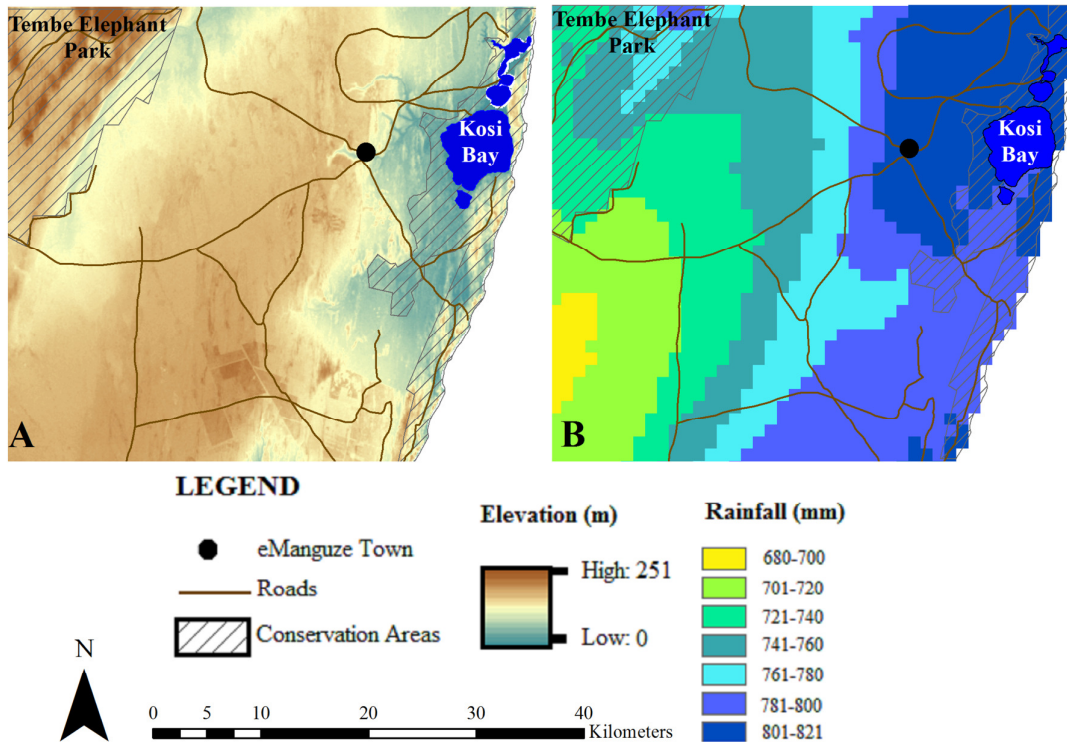 Tembe Elephant
Park
Kosi
Bay
A
Tembe Elephant
Park
Kosi
Bay
B
LEGEND
eManguze Town
Roads
Conservation Areas
Elevation (m)
High: 251
Low: 0
Rainfall (mm)
680-700
701-720
721-740
741-760
761-780
781-800
801-821
N
0 5 10 20 30 40
Kilometers